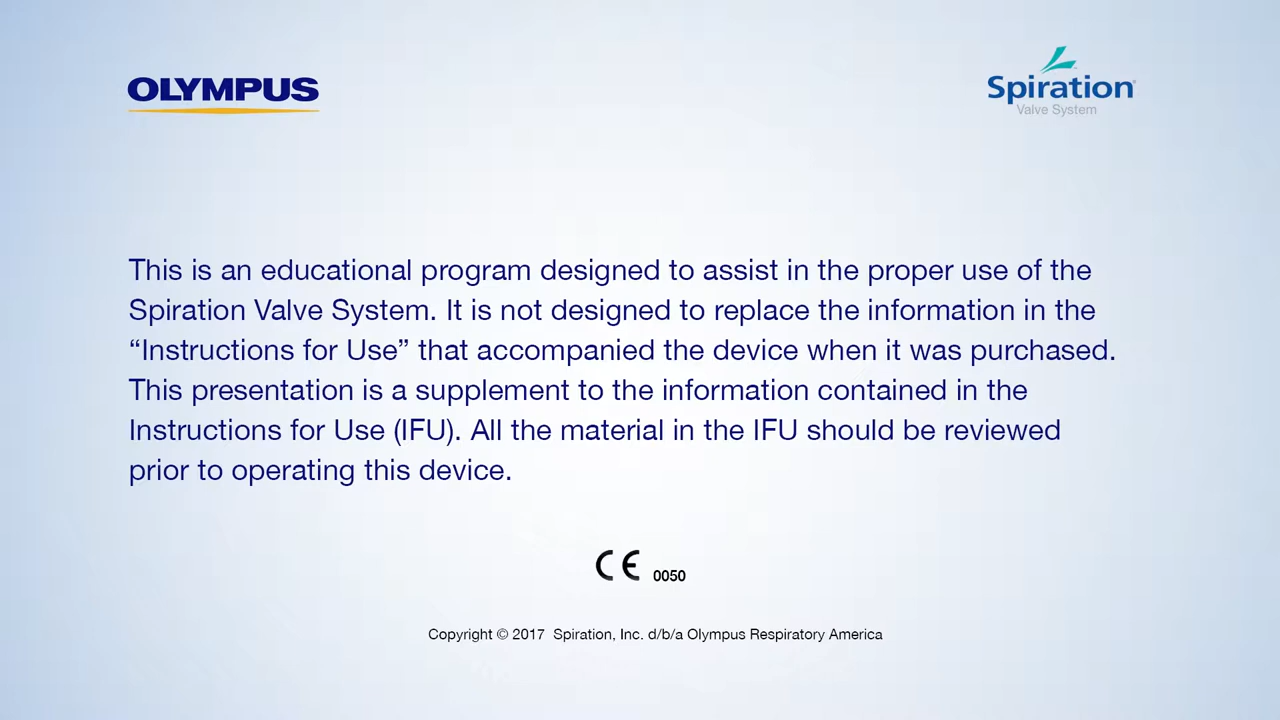 OLYMPUS
Spiration®
Valve System
This is an educational program designed to assist in the proper use of the
Spiration Valve System. It is not designed to replace the information in the
“Instructions for Use” that accompanied the device when it was purchased.
This presentation is a supplement to the information contained in the
Instructions for Use (IFU). All the material in the IFU should be reviewed
prior to operating this device.
CE 0050
Copyright © 2017  Spiration, Inc. d/b/a Olympus Respiratory America